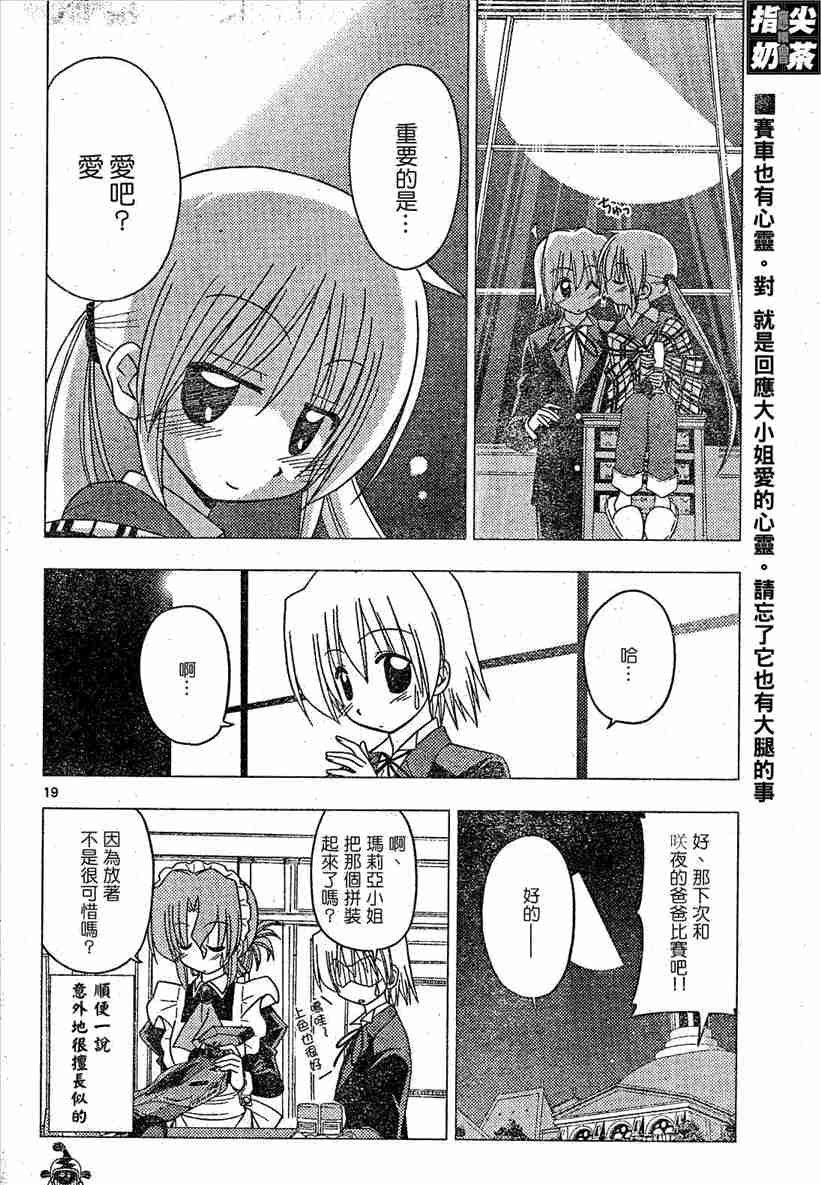 指尖
奶茶
賽車也有心靈。對 就是回應大小姐愛的心靈。請忘了它也有大腿的事
ちゅっ
重要的是…
愛吧？
愛
哈…
啊…
19
好、那下次和
咲夜的爸爸比賽吧!!
好的—
啊、
瑪莉亞小姐
把那個拼裝
起來了嗎？
嗚哇~
上色也很好
因為放著
不是很可惜嗎？
順便一說
意外地很擅長似的